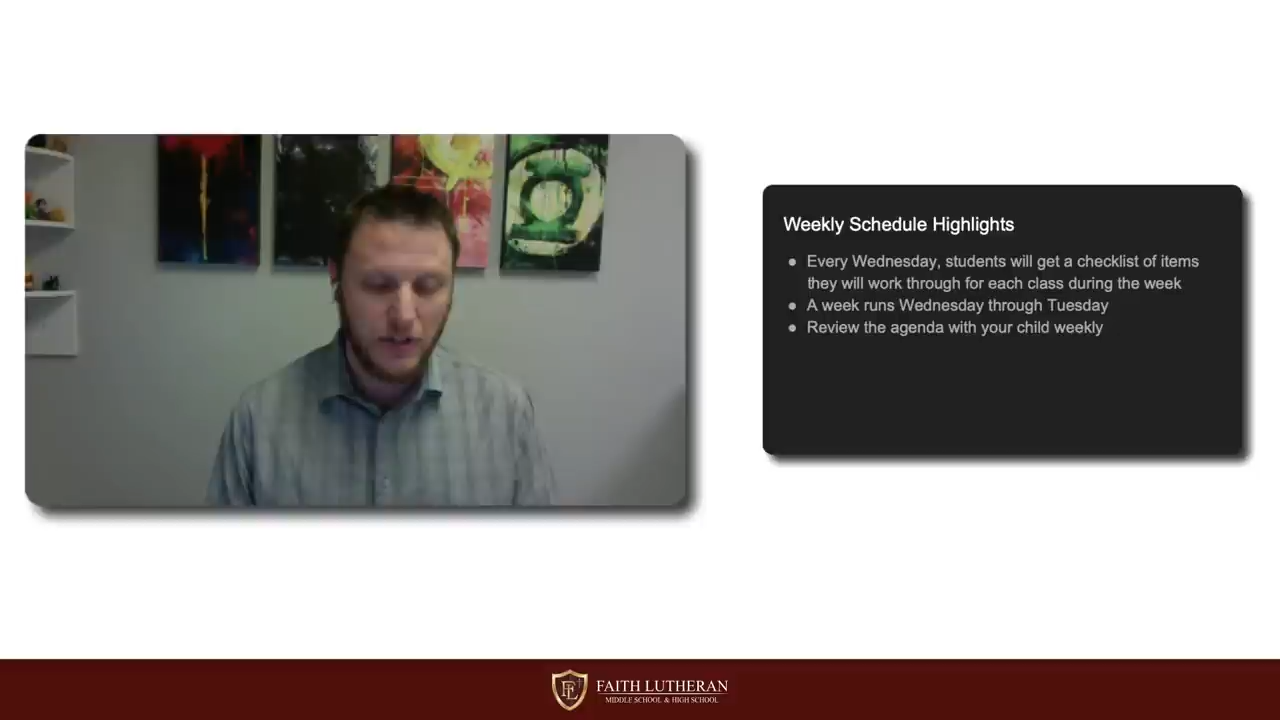 Weekly Schedule Highlights
● Every Wednesday, students will get a checklist of items
they will work through for each class during the week
● A week runs Wednesday through Tuesday
● Review the agenda with your child weekly
FL
FAITH LUTHERAN
MIDDLE SCHOOL & HIGH SCHOOL